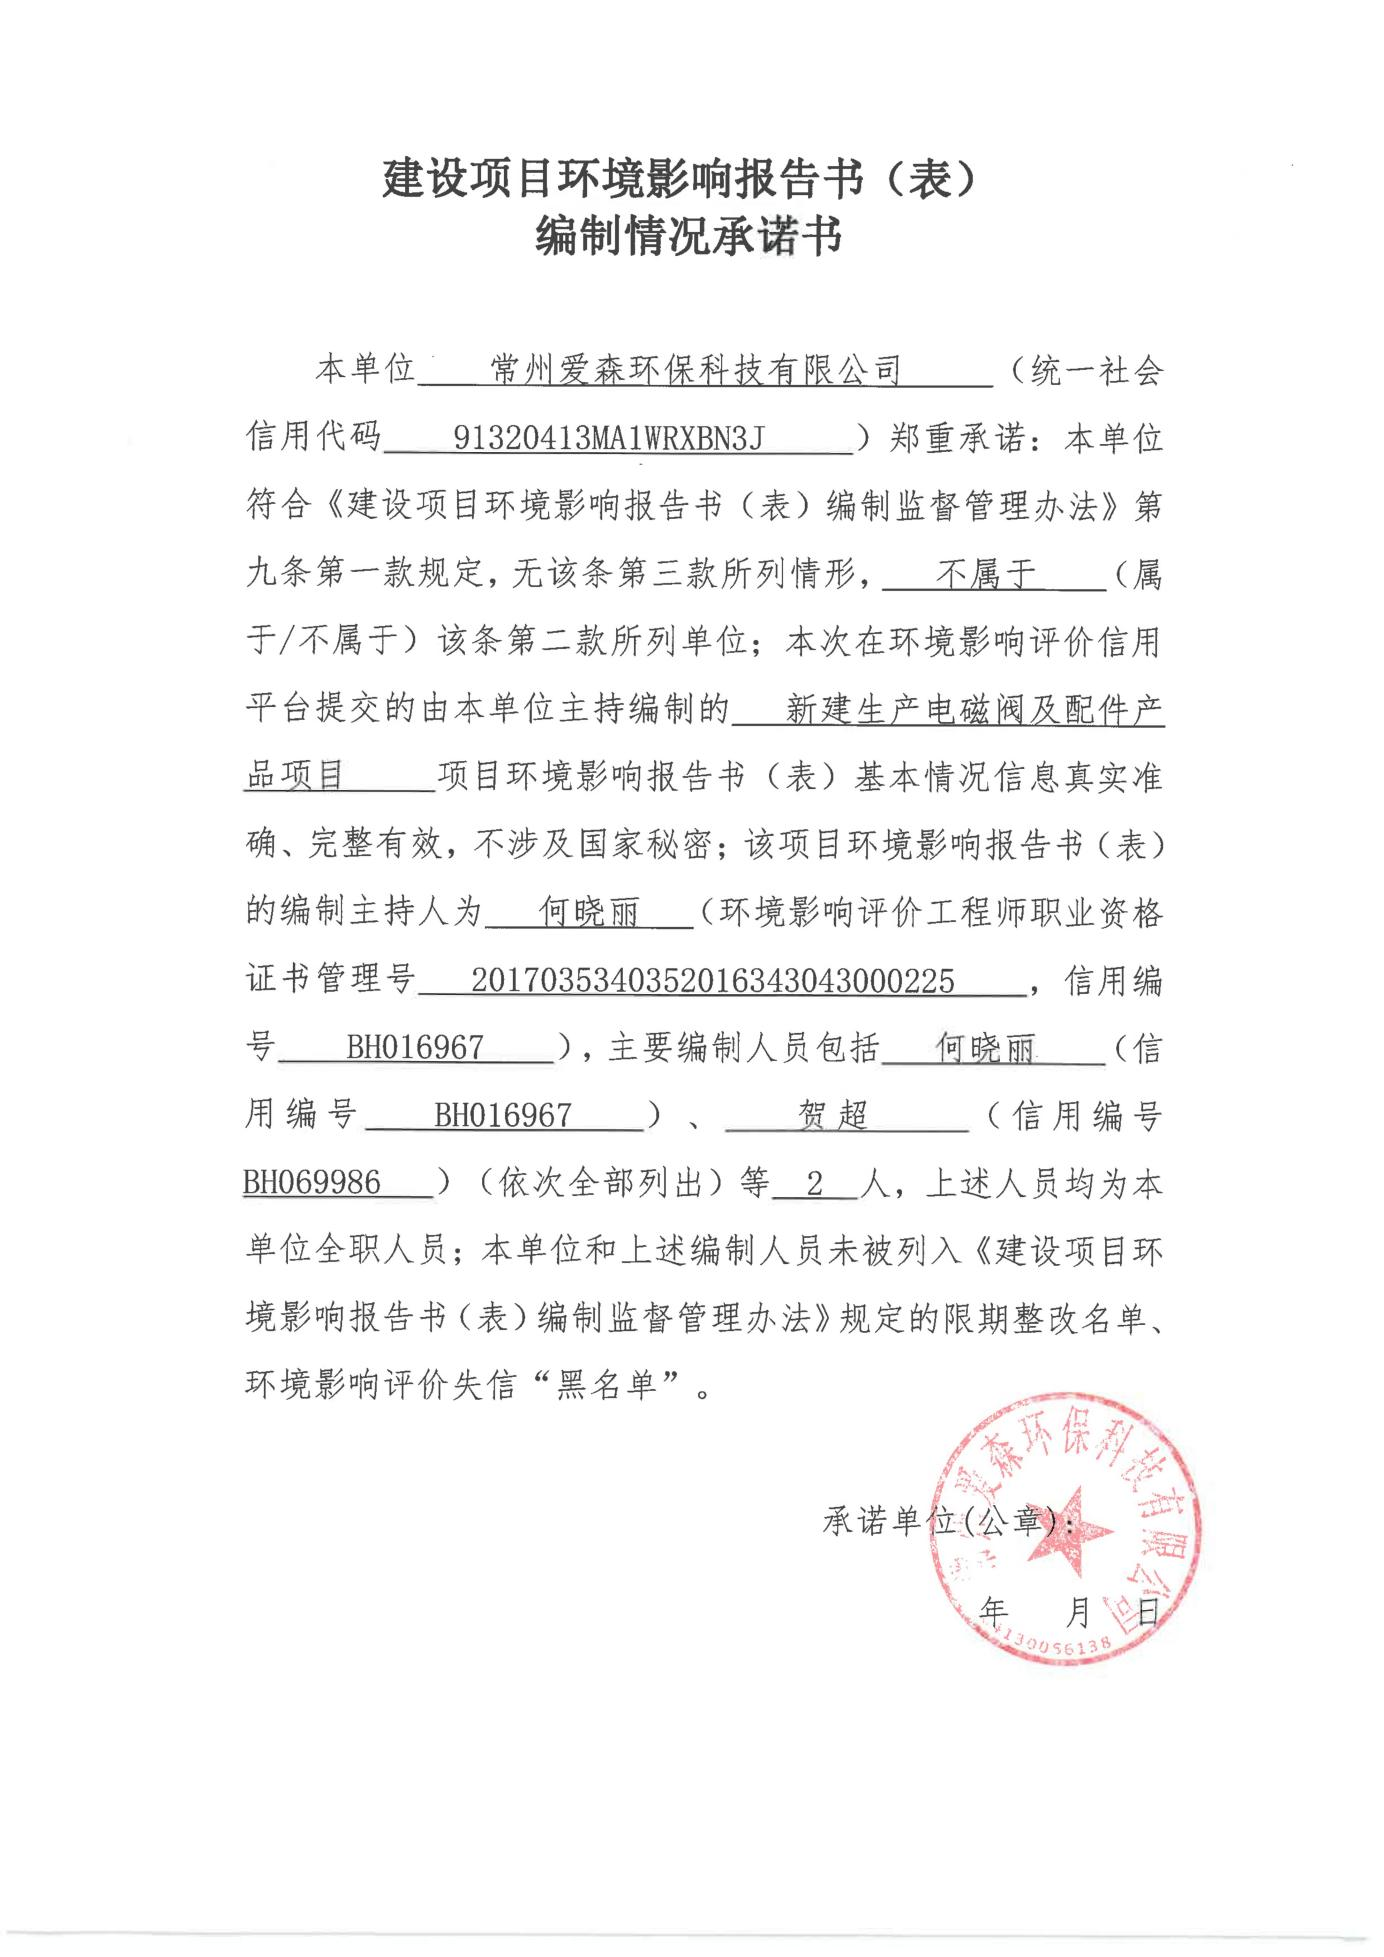 建设项目环境影响报告书（表）
编制情况承诺书
本单位 常州爱森环保科技有限公司 （统一社会
信用代码 91320413MA1WRXBN3J ）郑重承诺：本单位
符合《建设项目环境影响报告书（表）编制监督管理办法》第
九条第一款规定，无该条第三款所列情形， 不属于 （属
于/不属于）该条第二款所列单位；本次在环境影响评价信用
平台提交的由本单位主持编制的 新建生产电磁阀及配件产
品项目 项目环境影响报告书（表）基本情况信息真实准
确、完整有效，不涉及国家秘密；该项目环境影响报告书（表）
的编制主持人为 何晓丽 （环境影响评价工程师职业资格
证书管理号 2017035340352016343043000225 ，信用编
号 BH016967 ），主要编制人员包括 何晓丽 （信
用编号 BH016967 ）、 贺超 （信用编号
BH069986 ）（依次全部列出）等 2 人，上述人员均为本
单位全职人员；本单位和上述编制人员未被列入《建设项目环
境影响报告书（表）编制监督管理办法》规定的限期整改名单、
环境影响评价失信“黑名单”。
爱森环保科技有限公司
承诺单位(公章)：
年 月 日
4130056138